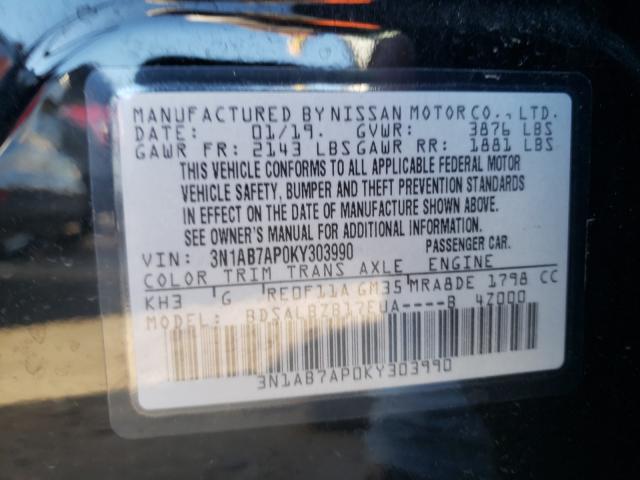 MANUFACTURED BY NISSAN MOTOR CO., LTD.
DATE: 01/19. GVWR: 3876 LBS
GAWR FR: 2143 LBS GAWR RR: 1881 LBS
THIS VEHICLE CONFORMS TO ALL APPLICABLE FEDERAL MOTOR
VEHICLE SAFETY, BUMPER AND THEFT PREVENTION STANDARDS
IN EFFECT ON THE DATE OF MANUFACTURE SHOWN ABOVE.
SEE OWNER'S MANUAL FOR ADDITIONAL INFORMATION.
VIN: 3N1AB7AP0KY303990 PASSENGER CAR.
COLOR TRIM TRANS AXLE ENGINE
KH3 G RE0F11A GM35 MRA8DE 1798 CC
MODEL: BDSALBZB17EUA----B 4Z000
3N1AB7AP0KY303990